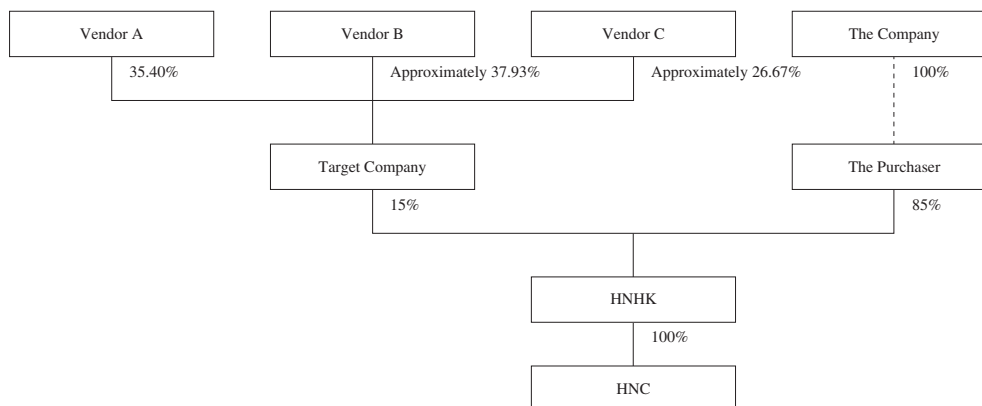 Vendor A
Vendor B
Vendor C
The Company
35.40%
Approximately 37.93%
Approximately 26.67%
100%
Target Company
The Purchaser
15%
85%
HNHK
100%
HNC